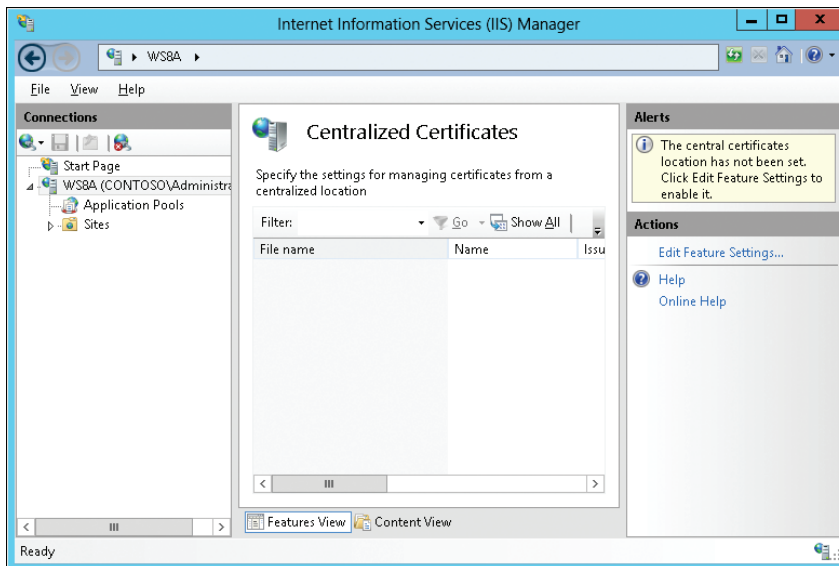 Internet Information Services (IIS) Manager
WS8A
File View Help
Connections
Start Page
WS8A (CONTOSO\Administra
Application Pools
Sites
Centralized Certificates
Specify the settings for managing certificates from a
centralized location
Filter: Go Show All
File name Name Issu
Features View Content View
Alerts
The central certificates
location has not been set.
Click Edit Feature Settings to
enable it.
Actions
Edit Feature Settings...
Help
Online Help
Ready